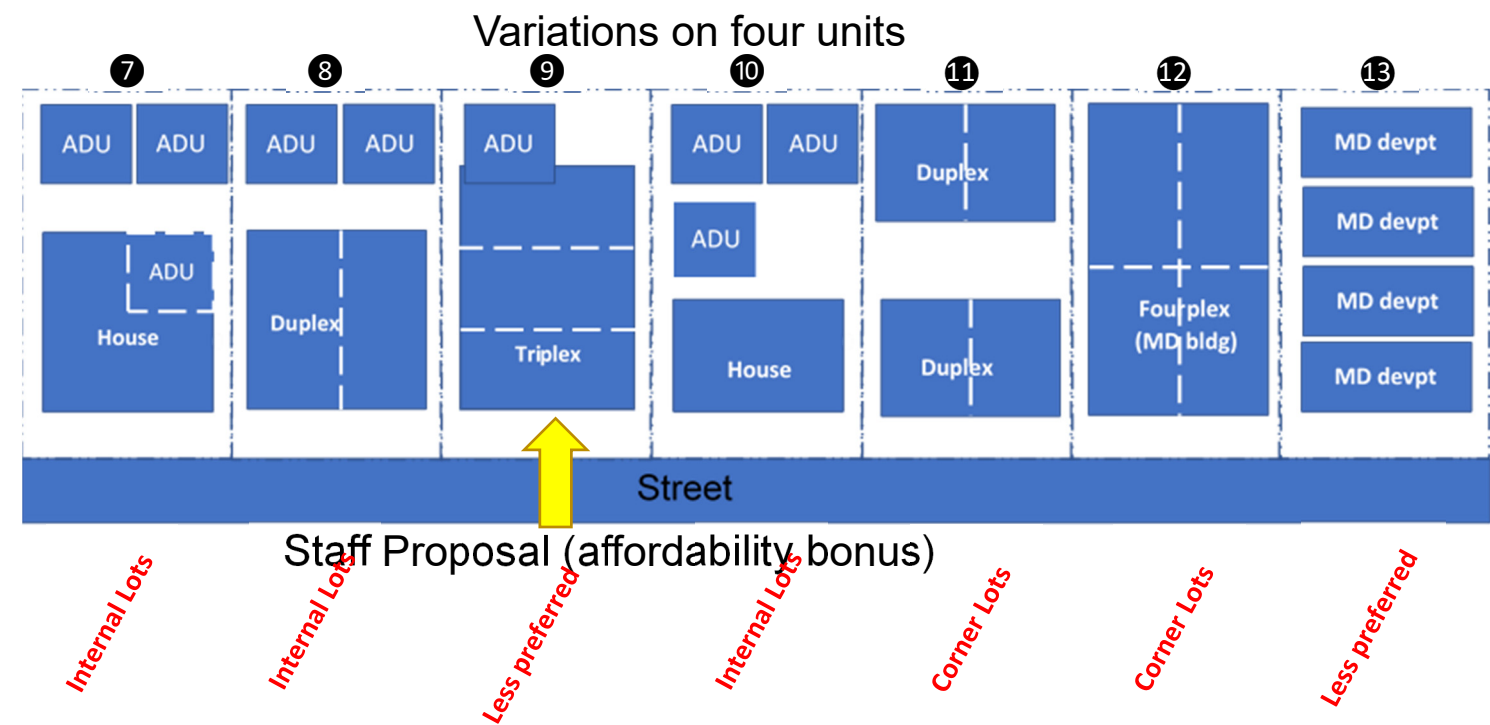 Variations on four units
7
8
9
10
11
12
13
ADU
ADU
ADU
House
ADU
ADU
Duplex
ADU
Triplex
ADU
ADU
ADU
House
Duplex
Duplex
Fourplex
(MD bldg)
MD devpt
MD devpt
MD devpt
MD devpt
Street
Staff Proposal (affordability bonus)
Internal Lots
Internal Lots
Less preferred
Internal Lots
Corner Lots
Corner Lots
Less preferred